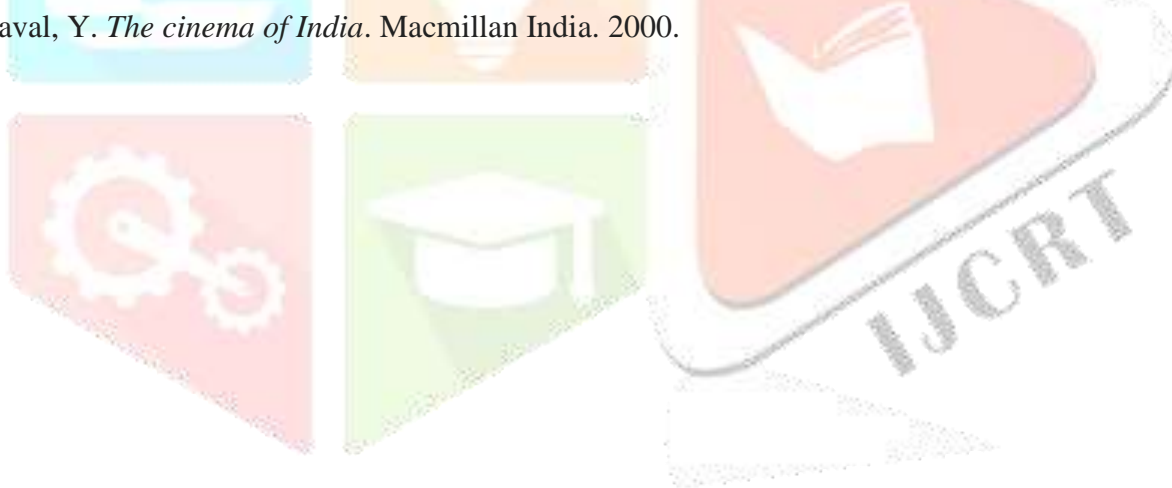 aval, Y. The cinema of India. Macmillan India. 2000.
IJCRT